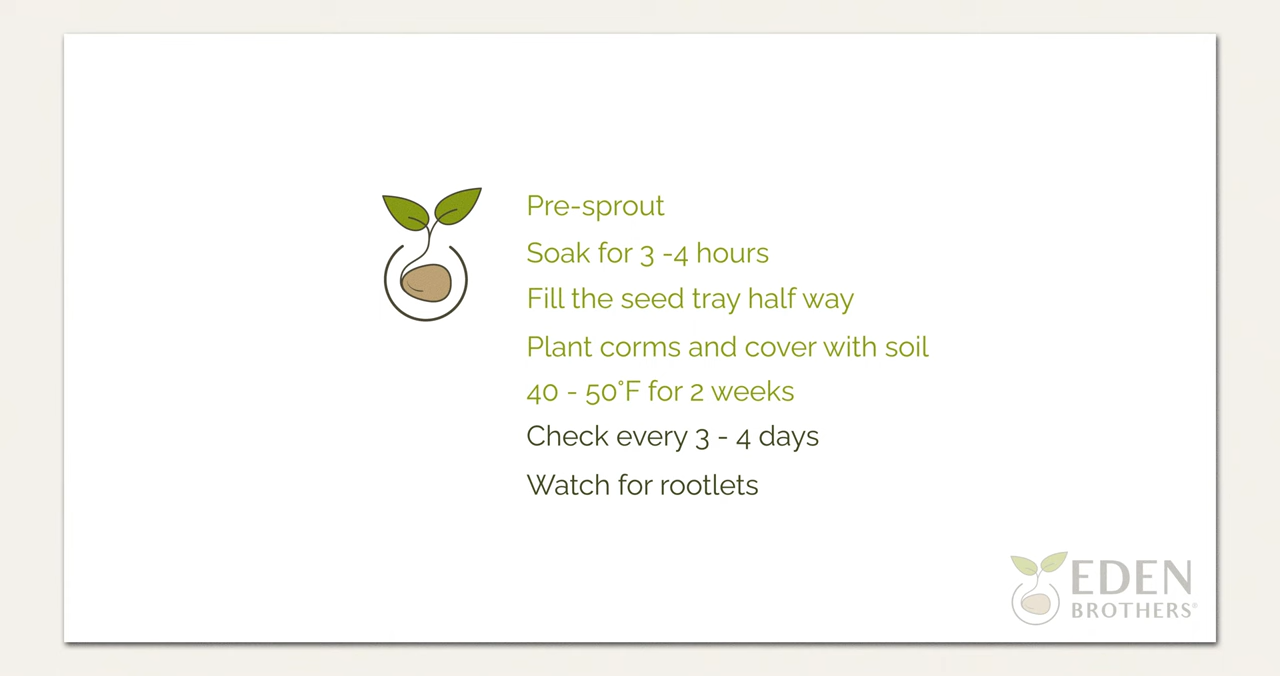 Pre-sprout
Soak for 3 -4 hours
Fill the seed tray half way
Plant corms and cover with soil
40 - 50°F for 2 weeks
Check every 3 - 4 days
Watch for rootlets
EDEN
BROTHERS®